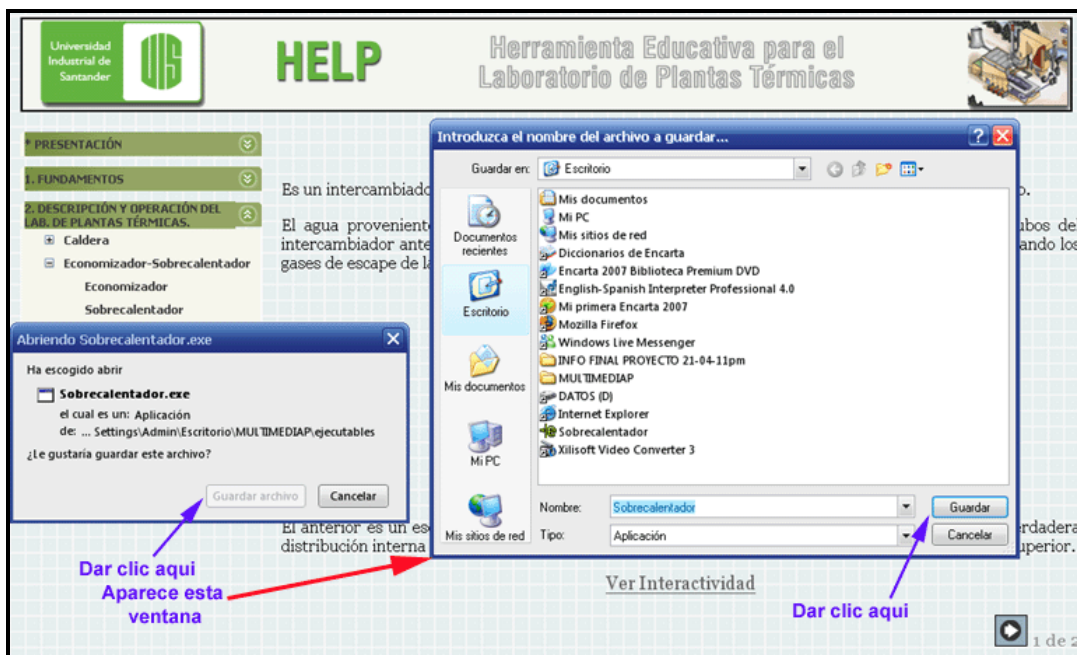 Universidad
Industrial de
Santander
HELP
Herramienta Educativa para el
Laboratorio de Plantas Térmicas
* PRESENTACIÓN
1. FUNDAMENTOS
2. DESCRIPCIÓN Y OPERACIÓN DEL
LAB. DE PLANTAS TÉRMICAS.
Caldera
Economizador-Sobrecalentador
Economizador
Sobrecalentador
Es un intercambiado
o.
El agua proveniente
ubos del
intercambiador ante
ando los
gases de escape de la
Introduzca el nombre del archivo a guardar...
Guardar en:
Escritorio
Documentos
recientes
Escritorio
Mis documentos
Mi PC
Mis sitios de red
Mis documentos
Mi PC
Mis sitios de red
Diccionarios de Encarta
Encarta 2007 Biblioteca Premium DVD
English-Spanish Interpreter Professional 4.0
Mi primera Encarta 2007
Mozilla Firefox
Windows Live Messenger
INFO FINAL PROYECTO 21-04-11pm
MULTIMEDIAP
DATOS (D)
Internet Explorer
Sobrecalentador
Xilisoft Video Converter 3
Nombre:
Sobrecalentador
Guardar
Tipo:
Aplicación
Cancelar
Abriendo Sobrecalentador.exe
Ha escogido abrir
Sobrecalentador.exe
el cual es un: Aplicación
de: ... Settings\Admin\Escritorio\MULTIMEDIAP\ejecutables
¿Le gustaría guardar este archivo?
Guardar archivo
Cancelar
El anterior es un es
rdadera
distribución interna
uperior.
Dar clic aqui
Aparece esta
ventana
Ver Interactividad
Dar clic aqui
1 de 2